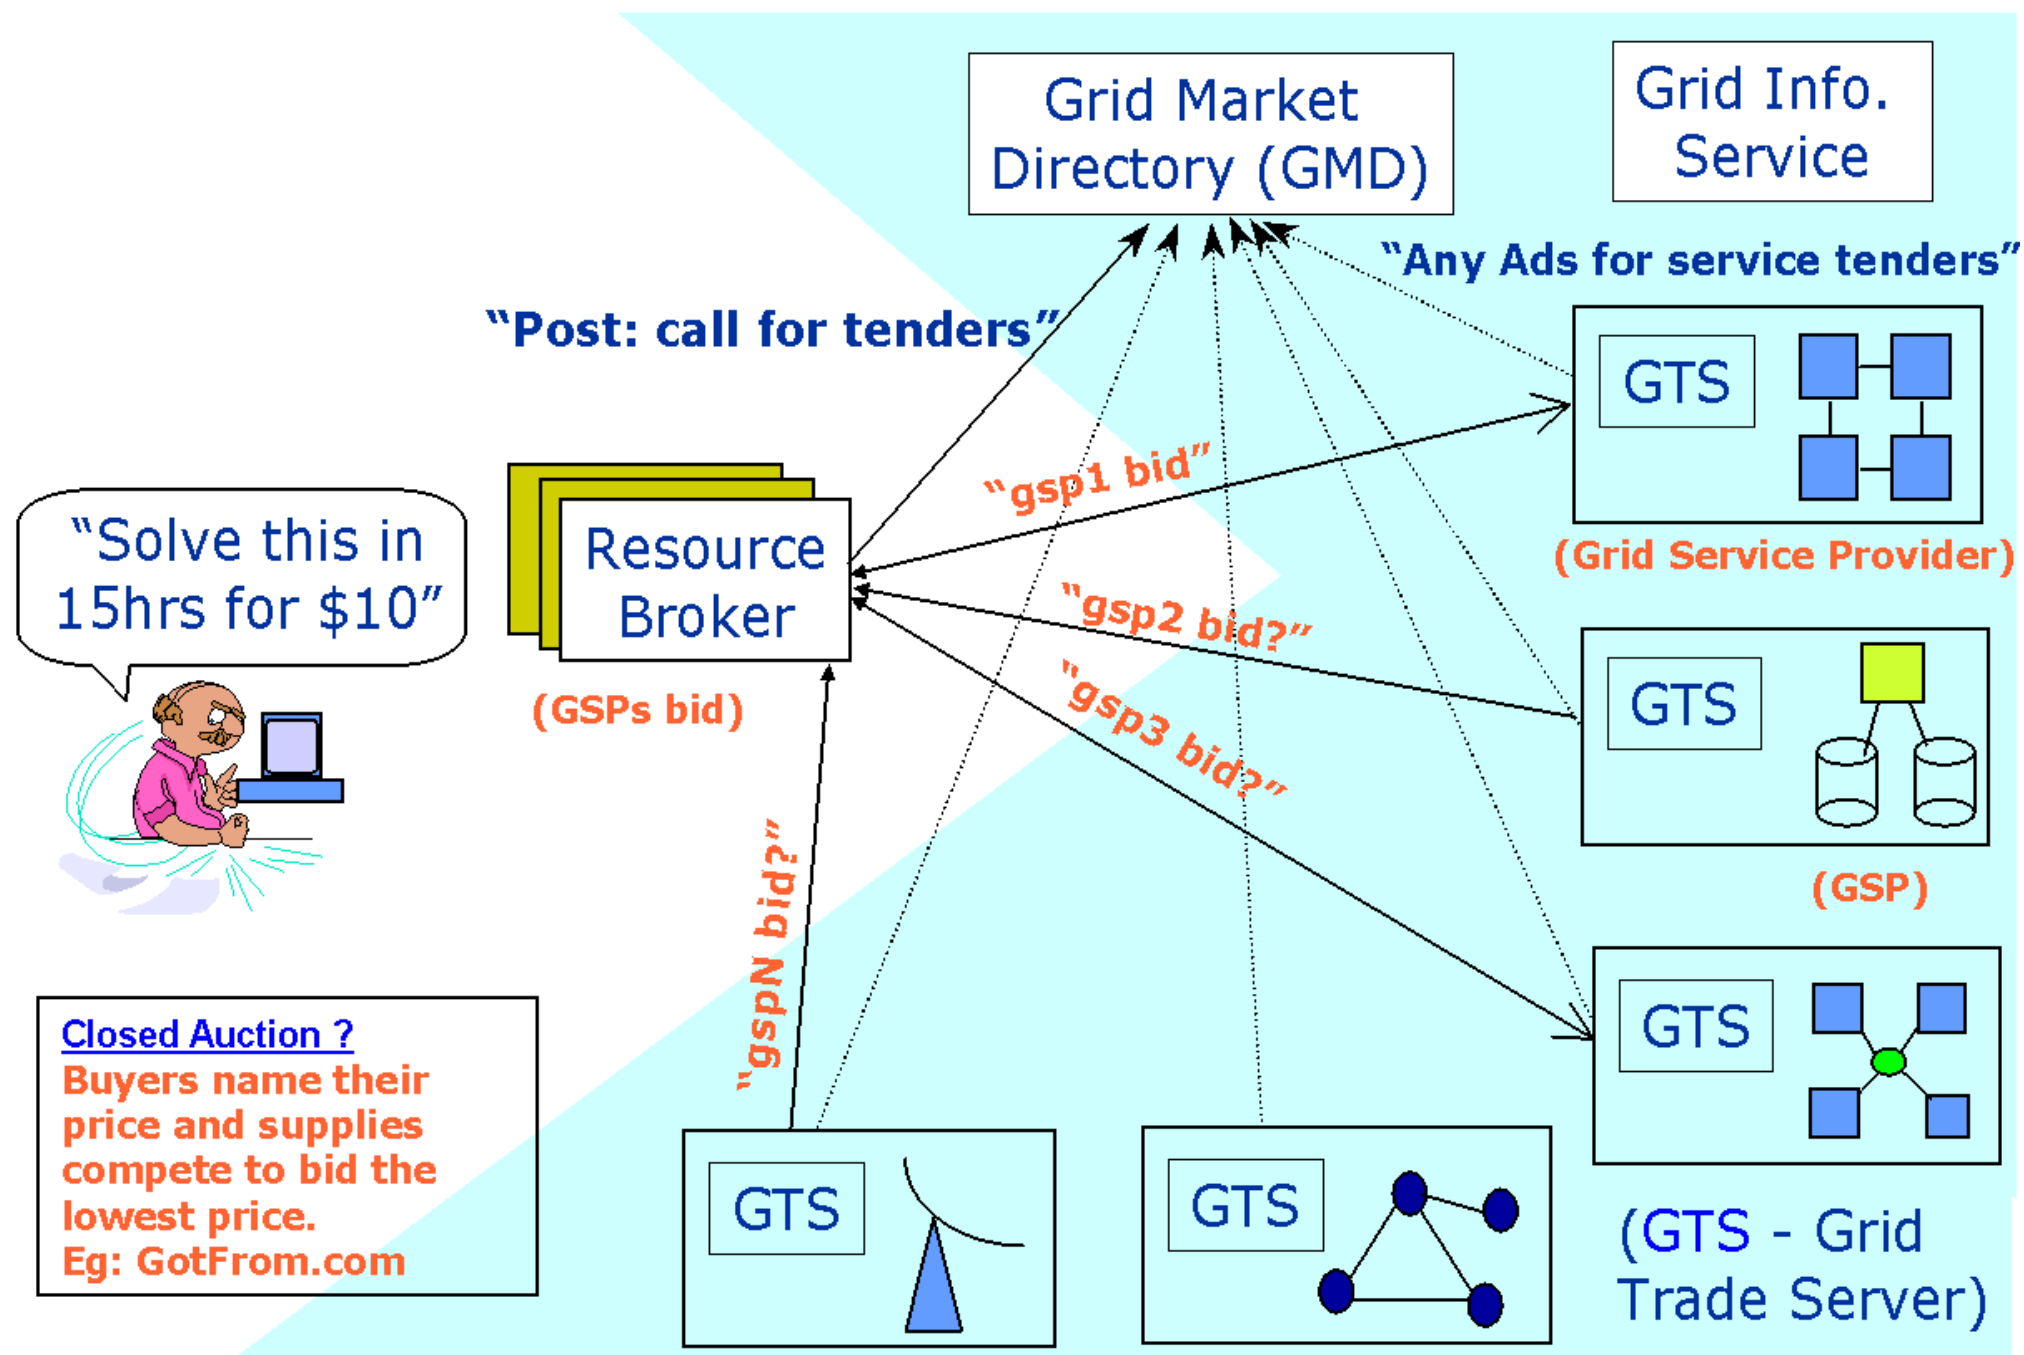 Grid Market
Directory (GMD)
Grid Info.
Service
“Any Ads for service tenders”
“Post: call for tenders”
GTS
“gsp1 bid”
“Solve this in
15hrs for $10”
Resource
Broker
(Grid Service Provider)
“gsp2 bid?”
(GSPs bid)
“gsp3 bid?”
GTS
(GSP)
“gspN bid?”
GTS
Closed Auction ?
Buyers name their
price and supplies
compete to bid the
lowest price.
Eg: GotFrom.com
GTS
GTS
(GTS - Grid
Trade Server)